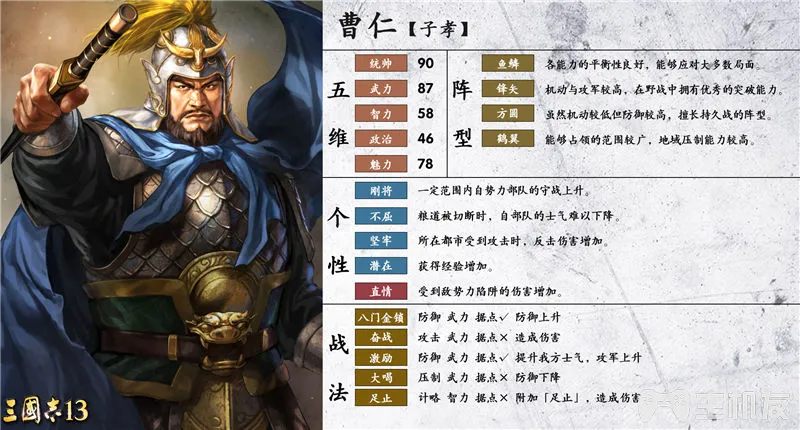 曹仁【子孝】
五维
统帅 90
武力 87
智力 58
政治 46
魅力 78
阵型
鱼鳞 各能力的平衡性良好，能够应对大多数局面。
锋矢 机动与攻军较高，在野战中拥有优秀的突破能力。
方圆 虽然机动较低但防御较高，擅长持久战的阵型。
鹤翼 能够占领的范围较广，地域压制能力较高。
个性
刚将 一定范围内自势力部队的守战上升。
不屈 粮道被切断时，自部队的士气难以下降。
坚牢 所在都市受到攻击时，反击伤害增加。
潜在 获得经验增加。
直情 受到敌势力陷阱的伤害增加。
战法
八门金锁 防御 武力 据点✓ 防御上升
奋战 攻击 武力 据点× 造成伤害
激励 防御 武力 据点✓ 提升我方士气，攻军上升
大喝 压制 武力 据点× 防御下降
足止 计略 智力 据点× 附加「足止」，造成伤害
三國志13